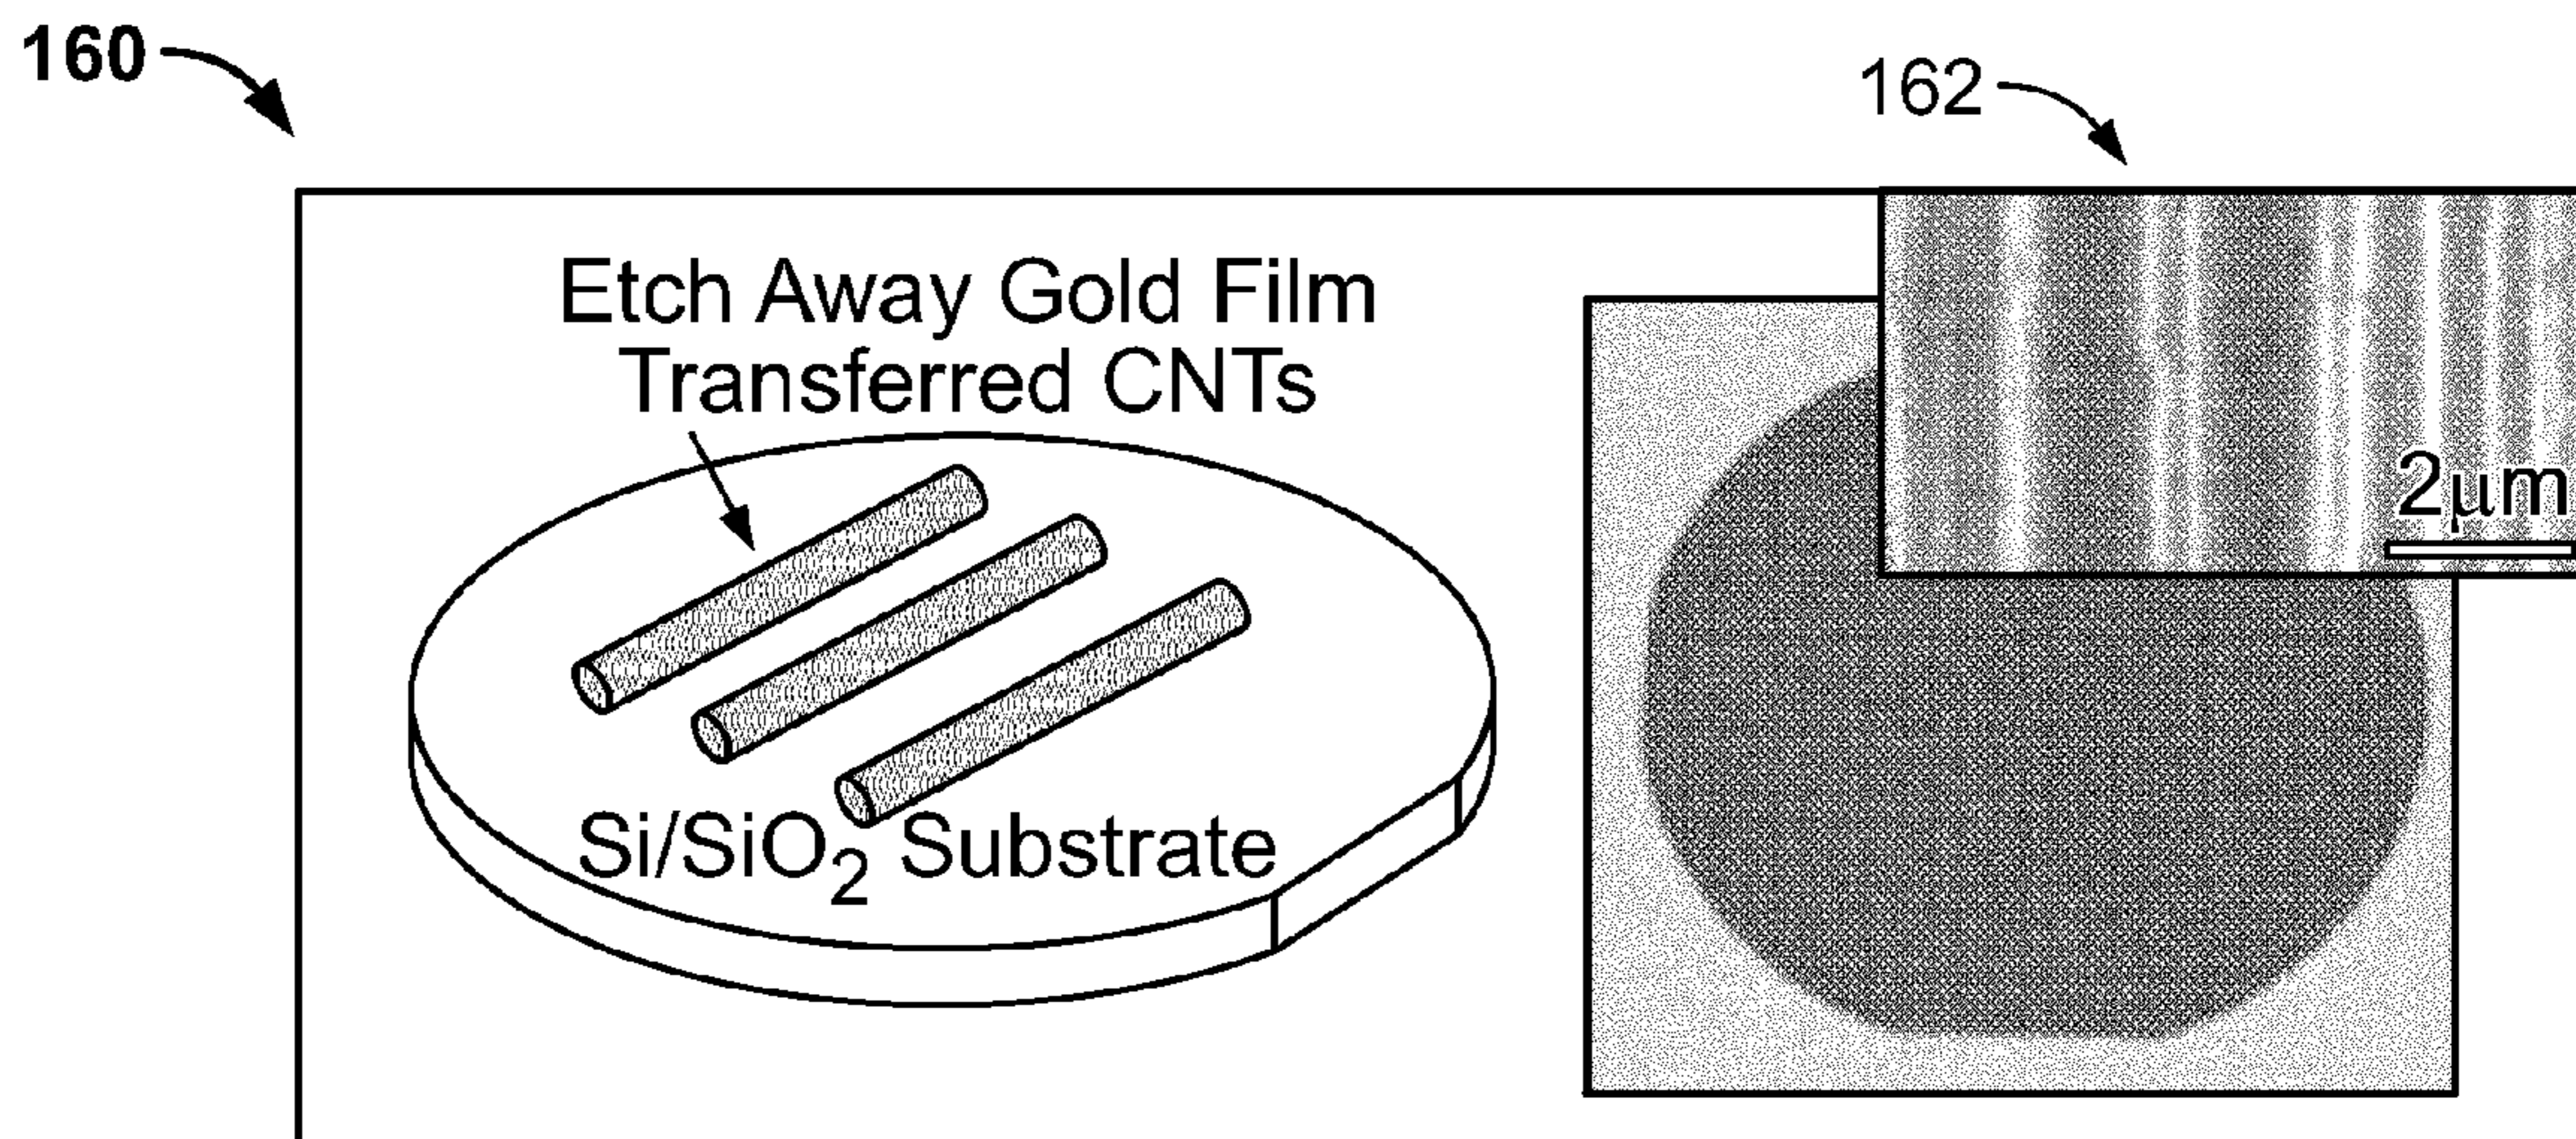 160
162
Etch Away Gold Film
Transferred CNTs
2μm
Si/SiO₂ Substrate